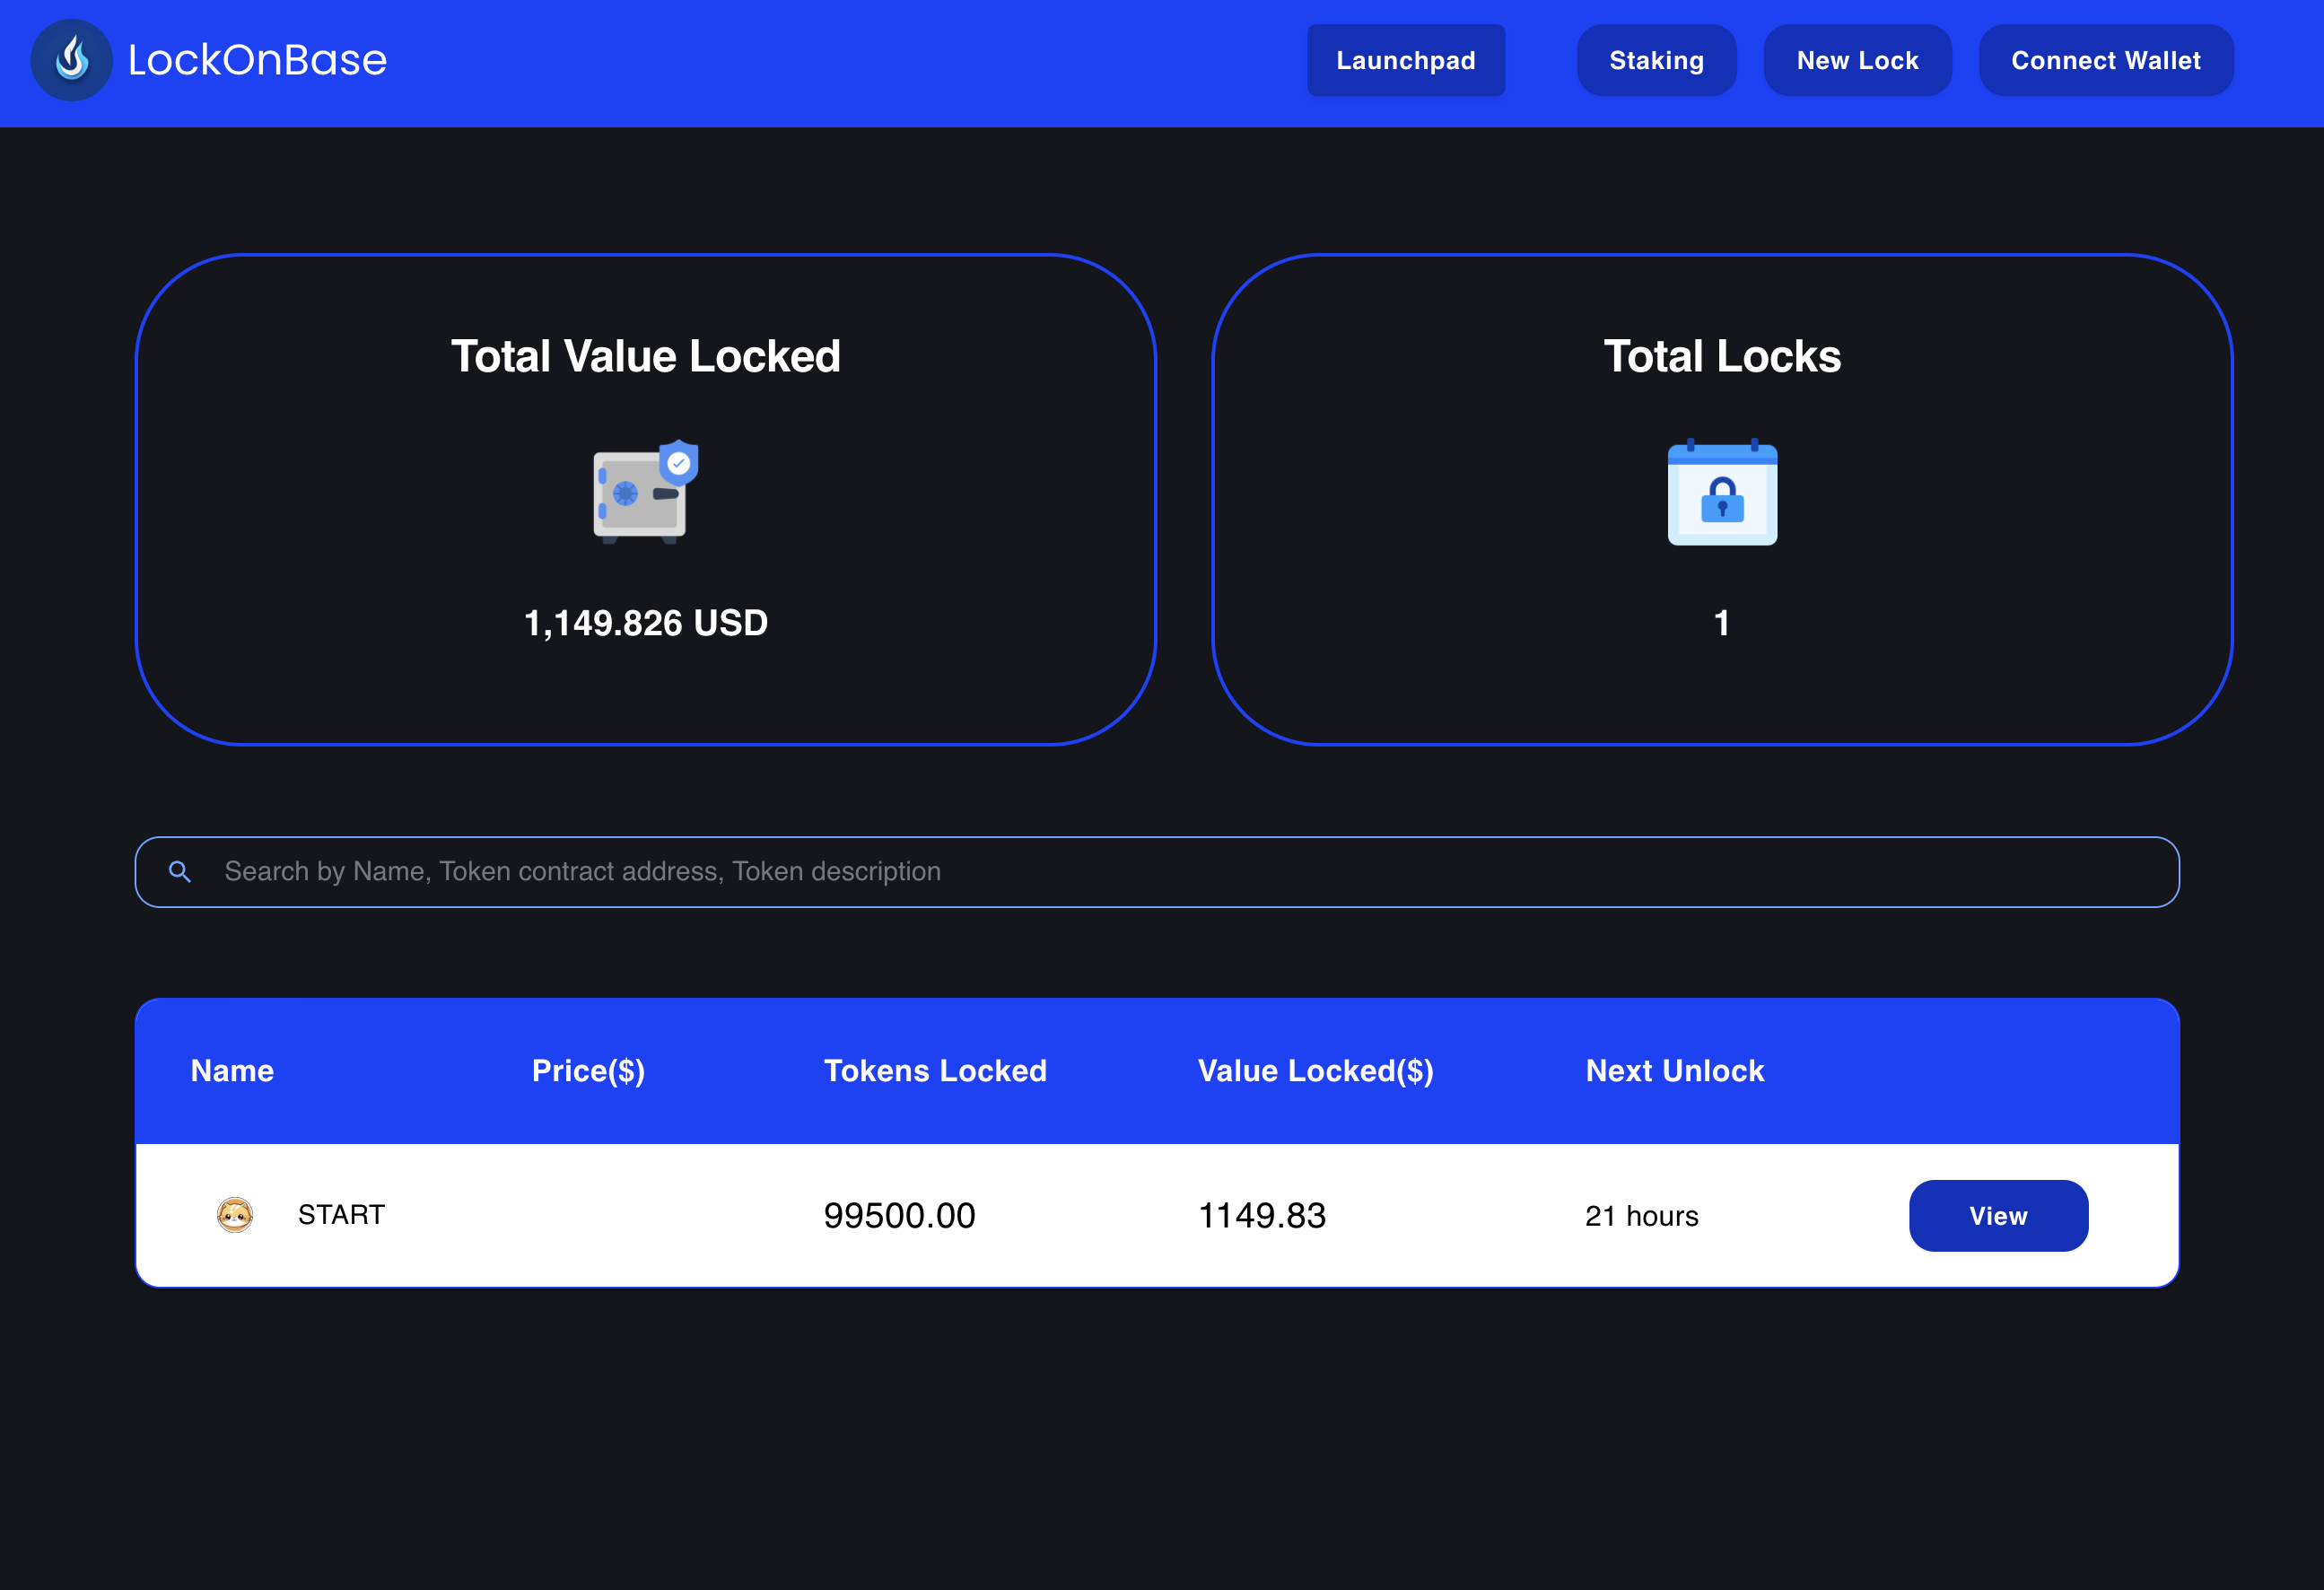 LockOnBase Launchpad Staking New Lock Connect Wallet
Total Value Locked Total Locks
1,149.826 USD 1
Search by Name, Token contract address, Token description
Name Price($) Tokens Locked Value Locked($) Next Unlock
START 99500.00 1149.83 21 hours View